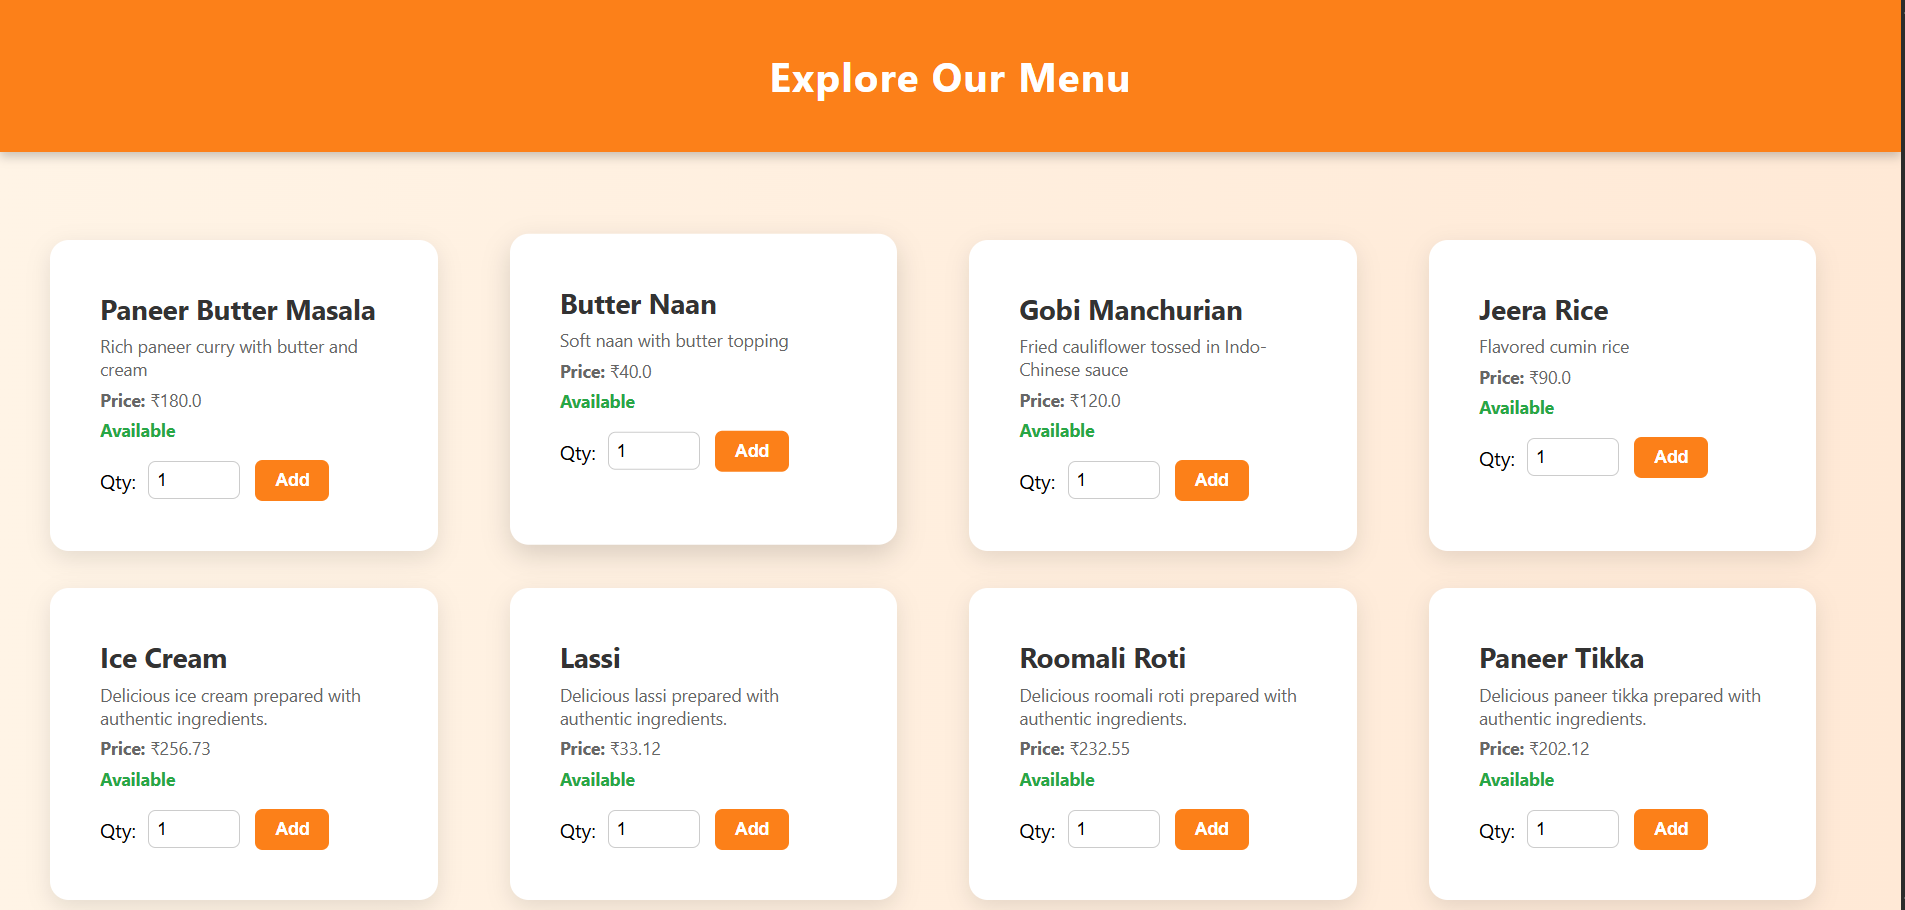 Explore Our Menu
Paneer Butter Masala
Rich paneer curry with butter and
cream
Price: ₹180.0
Available
Qty: 1 Add
Butter Naan
Soft naan with butter topping
Price: ₹40.0
Available
Qty: 1 Add
Gobi Manchurian
Fried cauliflower tossed in Indo-
Chinese sauce
Price: ₹120.0
Available
Qty: 1 Add
Jeera Rice
Flavored cumin rice
Price: ₹90.0
Available
Qty: 1 Add
Ice Cream
Delicious ice cream prepared with
authentic ingredients.
Price: ₹256.73
Available
Qty: 1 Add
Lassi
Delicious lassi prepared with
authentic ingredients.
Price: ₹33.12
Available
Qty: 1 Add
Roomali Roti
Delicious roomali roti prepared with
authentic ingredients.
Price: ₹232.55
Available
Qty: 1 Add
Paneer Tikka
Delicious paneer tikka prepared with
authentic ingredients.
Price: ₹202.12
Available
Qty: 1 Add